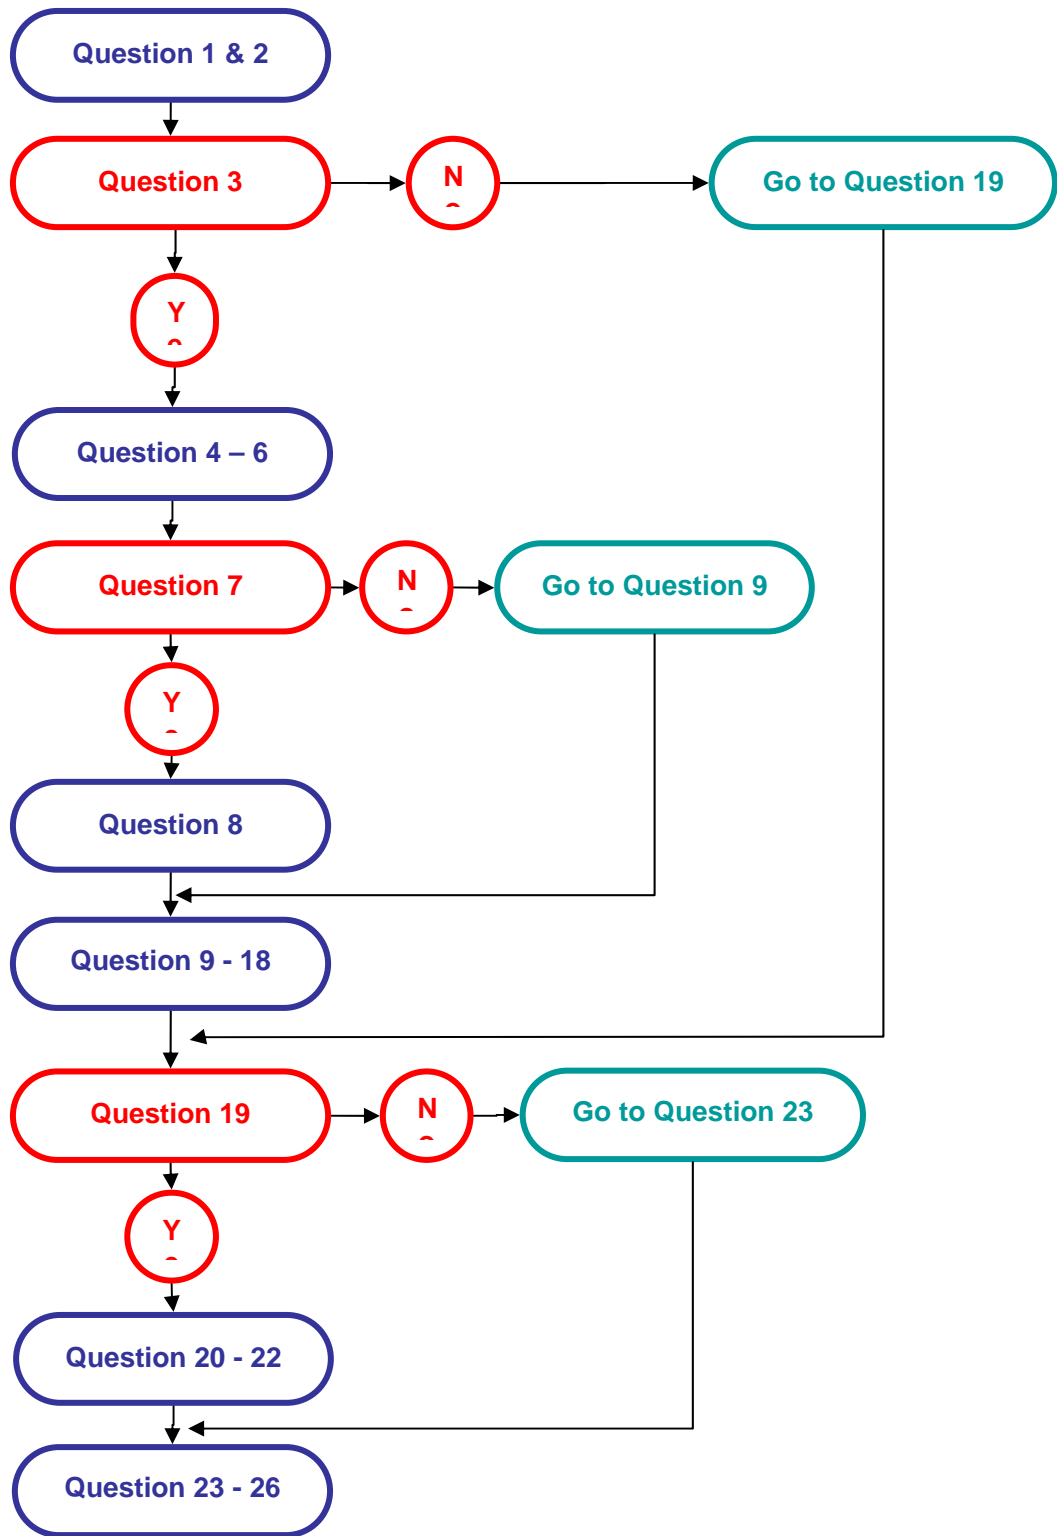 Question 1 & 2
Question 3
N
Go to Question 19
Y
Question 4 – 6
Question 7
N
Go to Question 9
Y
Question 8
Question 9 - 18
Question 19
N
Go to Question 23
Y
Question 20 - 22
Question 23 - 26